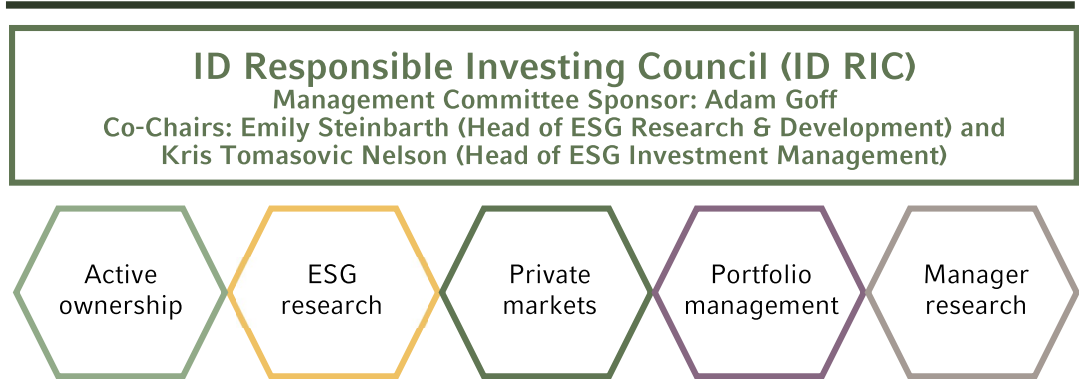 ID Responsible Investing Council (ID RIC)
Management Committee Sponsor: Adam Goff
Co-Chairs: Emily Steinbarth (Head of ESG Research & Development) and
Kris Tomasovic Nelson (Head of ESG Investment Management)
Active
ownership
ESG
research
Private
markets
Portfolio
management
Manager
research